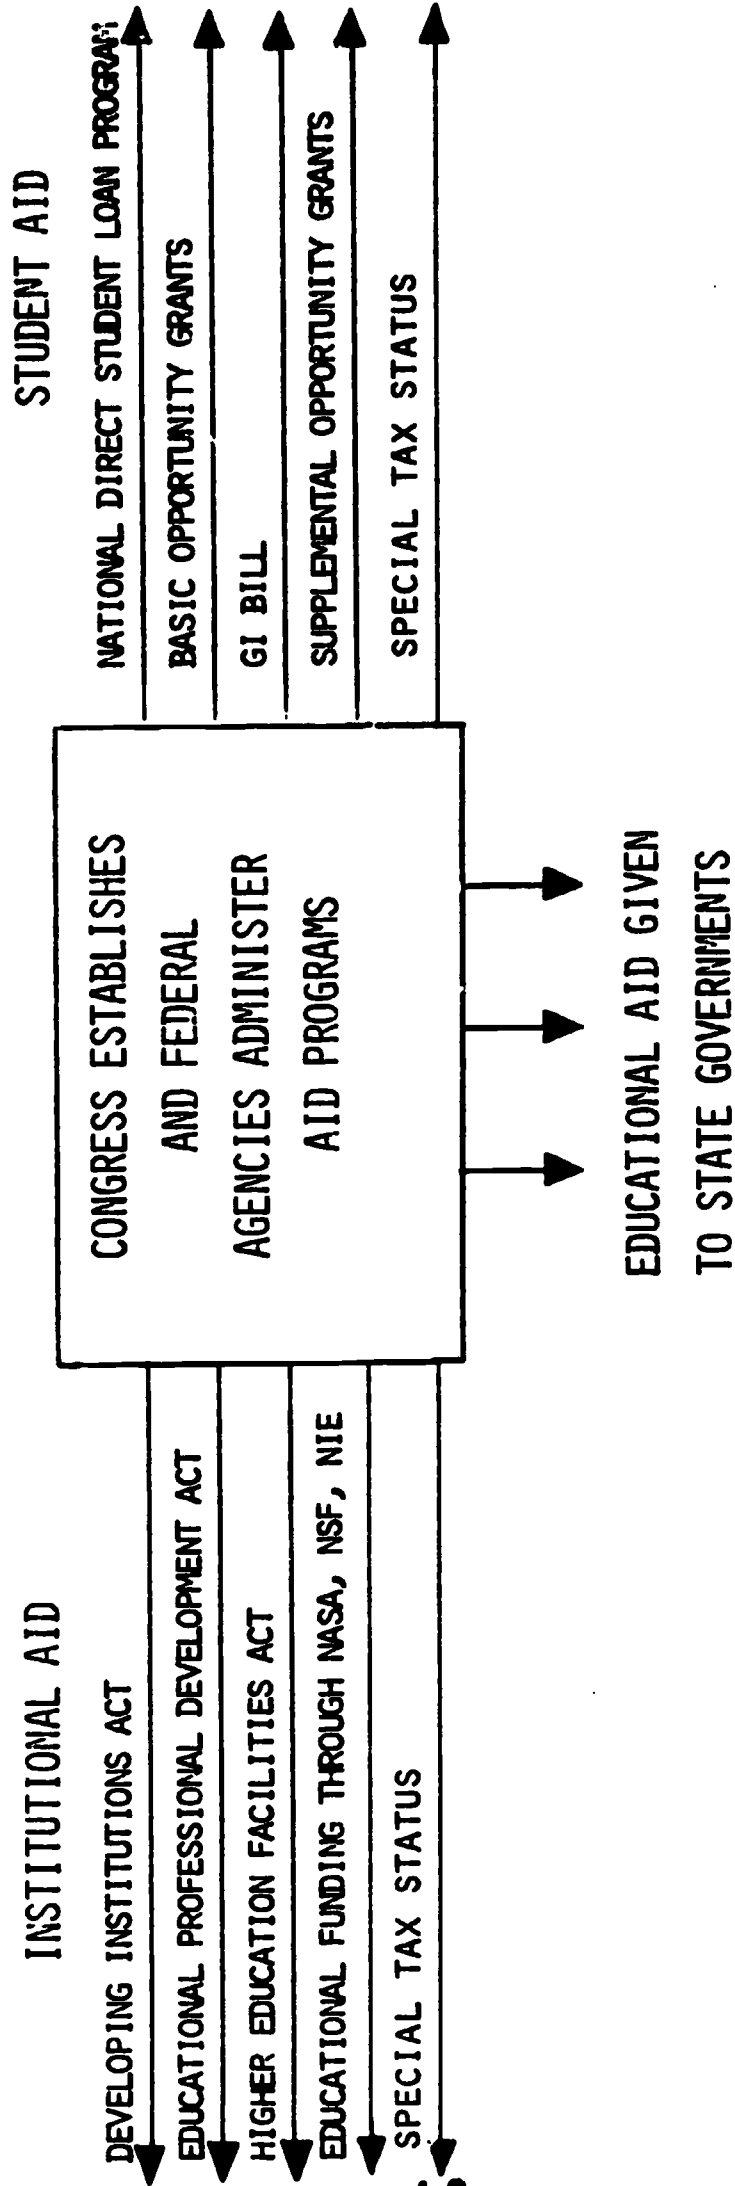 INSTITUTIONAL AID
DEVELOPING INSTITUTIONS ACT
EDUCATIONAL PROFESSIONAL DEVELOPMENT ACT
HIGHER EDUCATION FACILITIES ACT
EDUCATIONAL FUNDING THROUGH NASA, NSF, NIE
SPECIAL TAX STATUS
CONGRESS ESTABLISHES
AND FEDERAL
AGENCIES ADMINISTER
AID PROGRAMS
STUDENT AID
NATIONAL DIRECT STUDENT LOAN PROGRAM
BASIC OPPORTUNITY GRANTS
GI BILL
SUPPLEMENTAL OPPORTUNITY GRANTS
SPECIAL TAX STATUS
EDUCATIONAL AID GIVEN
TO STATE GOVERNMENTS